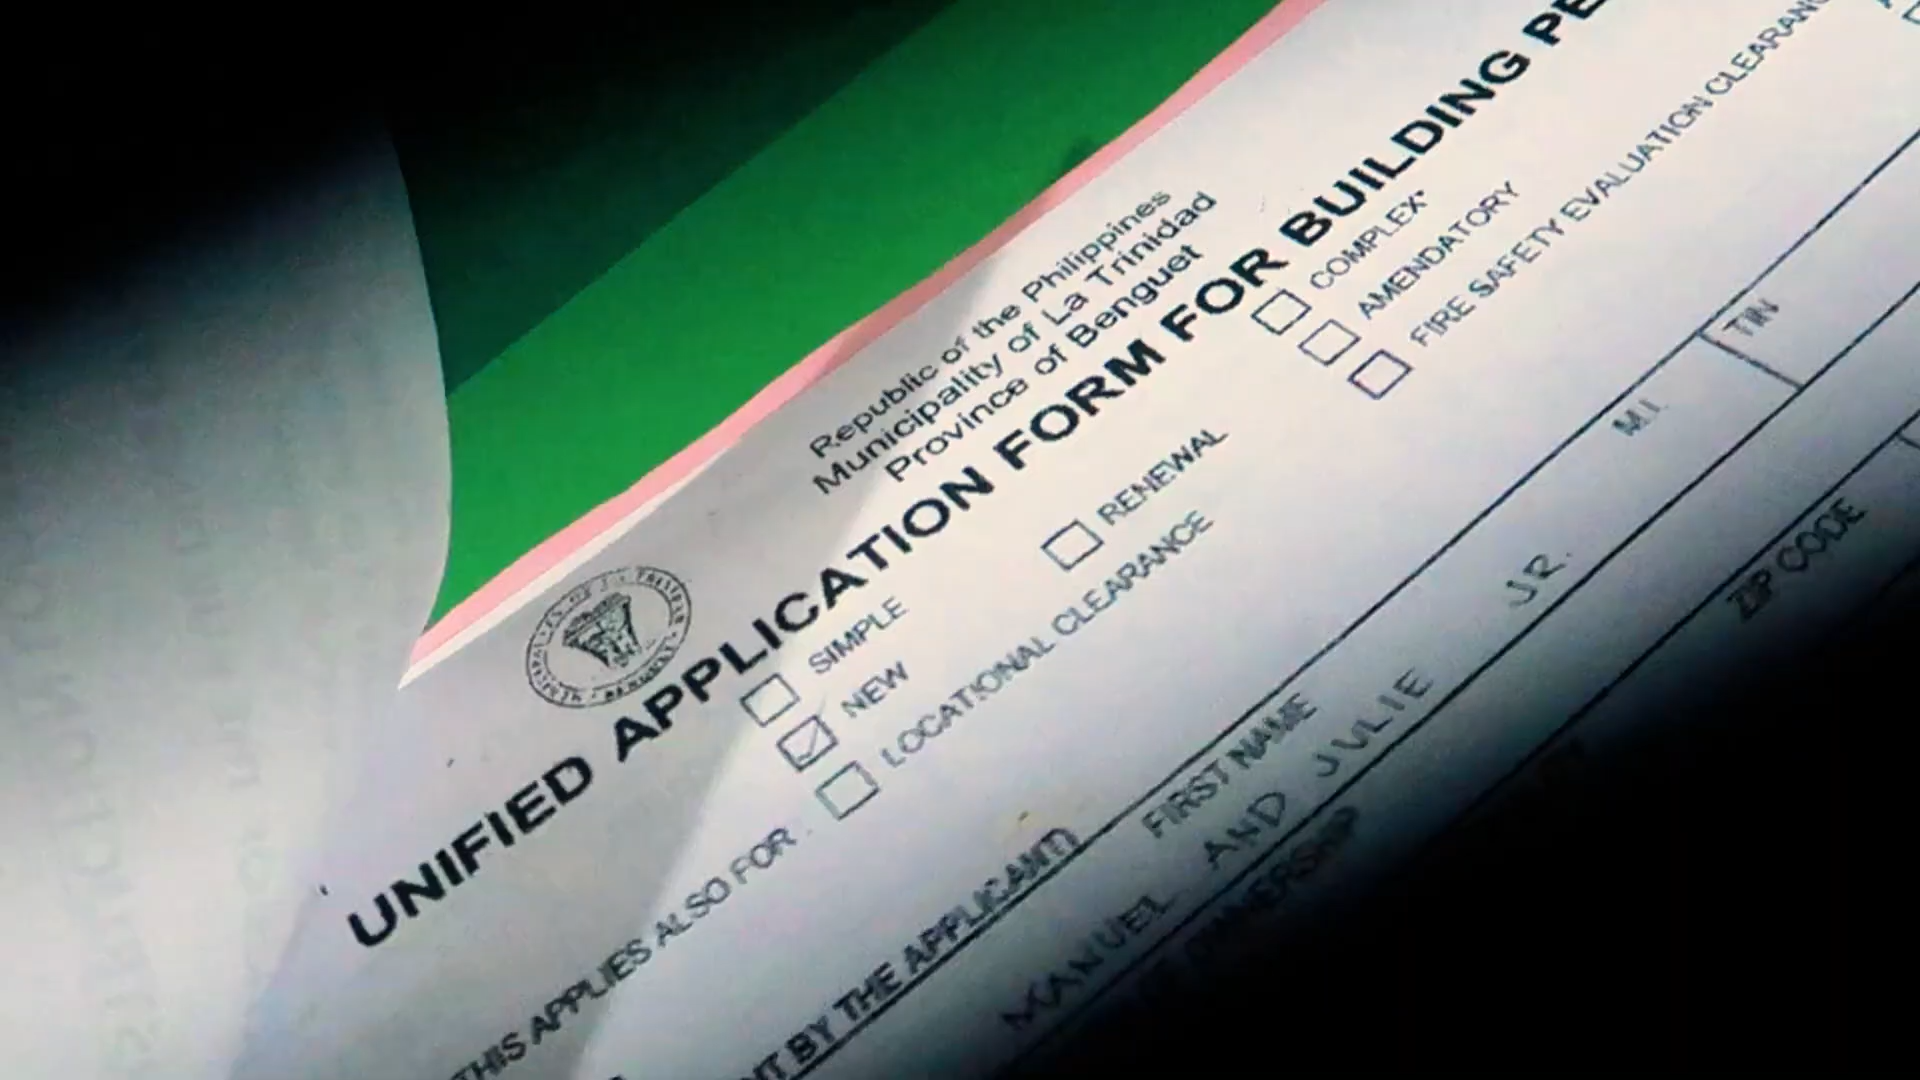 Republic of the Philippines
Municipality of La Trinidad
Province of Benguet
UNIFIED APPLICATION FORM FOR BUILDING
SIMPLE COMPLEX*
NEW RENEWAL AMENDATORY
THIS APPLIES ALSO FOR LOCATIONAL CLEARANCE FIRE SAFETY EVALUATION CLEARANCE
BY THE APPLICANT)
FIRST NAME M.I. TIN
MANUEL AND JULIE JR.
OWNERSHIP ZIP CODE